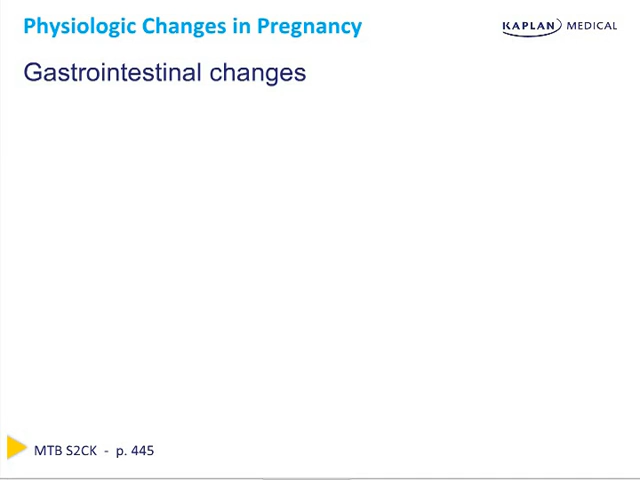 Physiologic Changes in Pregnancy
KAPLAN MEDICAL
Gastrointestinal changes
MTB S2CK - p. 445